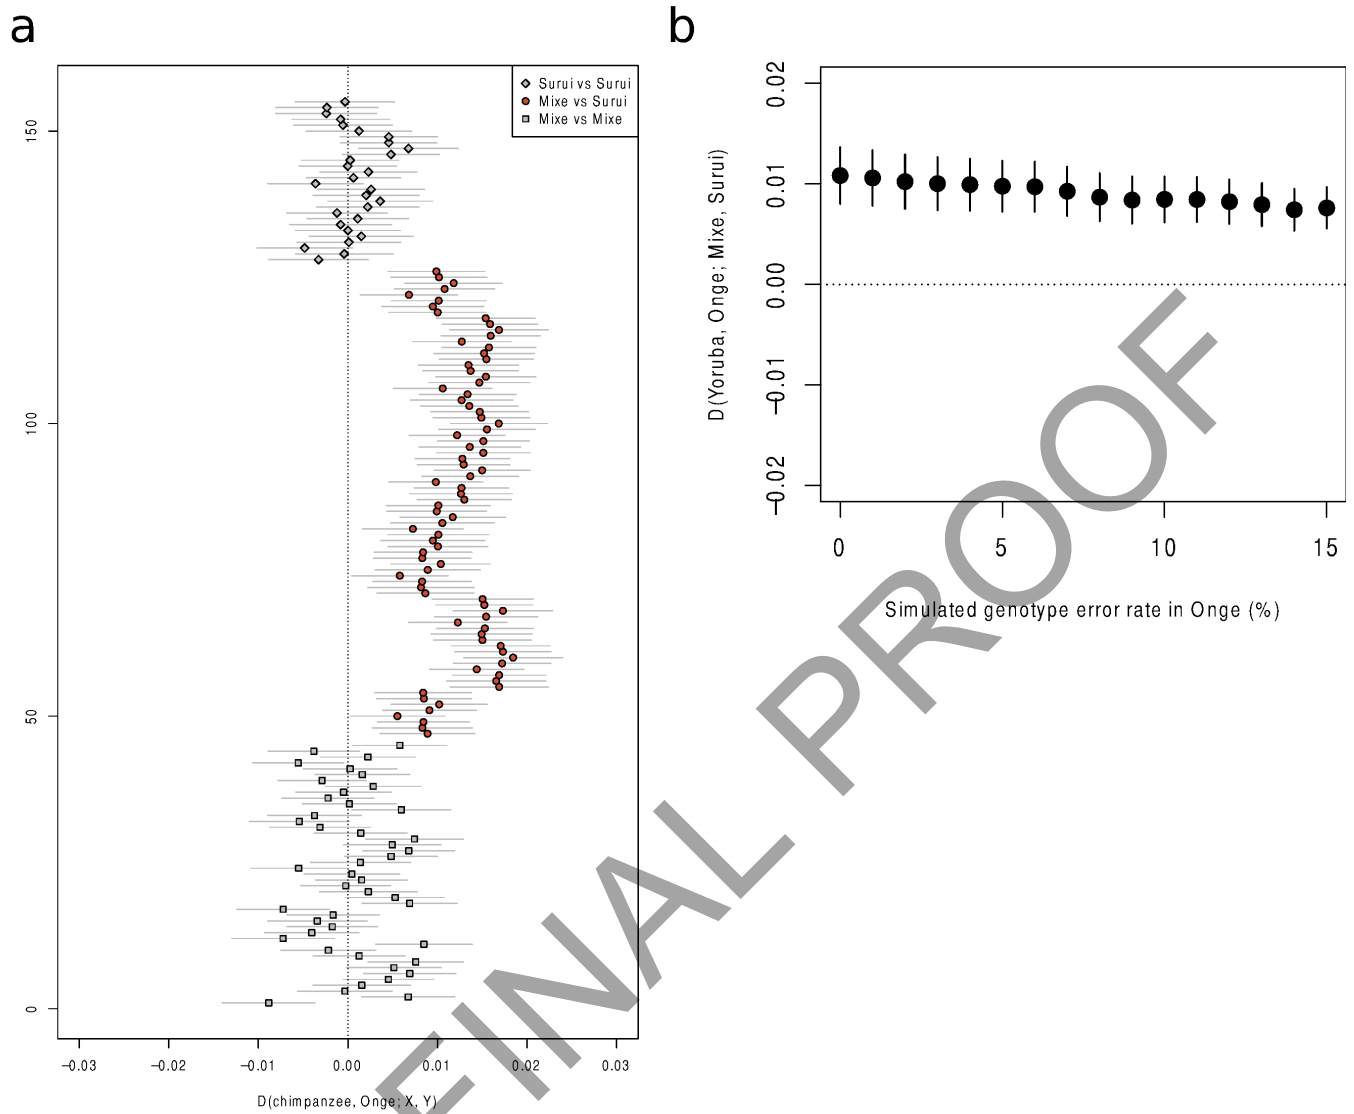 a
b
Surui vs Surui
Mixe vs Surui
Mixe vs Mixe
150
100
50
0
−0.03 −0.02 −0.01 0.00 0.01 0.02 0.03
D(chimpanzee, Onge; X, Y)
0.02
0.01
0.00
−0.01
−0.02
D(Yoruba, Onge; Mixe, Surui)
0 5 10 15
Simulated genotype error rate in Onge (%)
FINAL PROOF